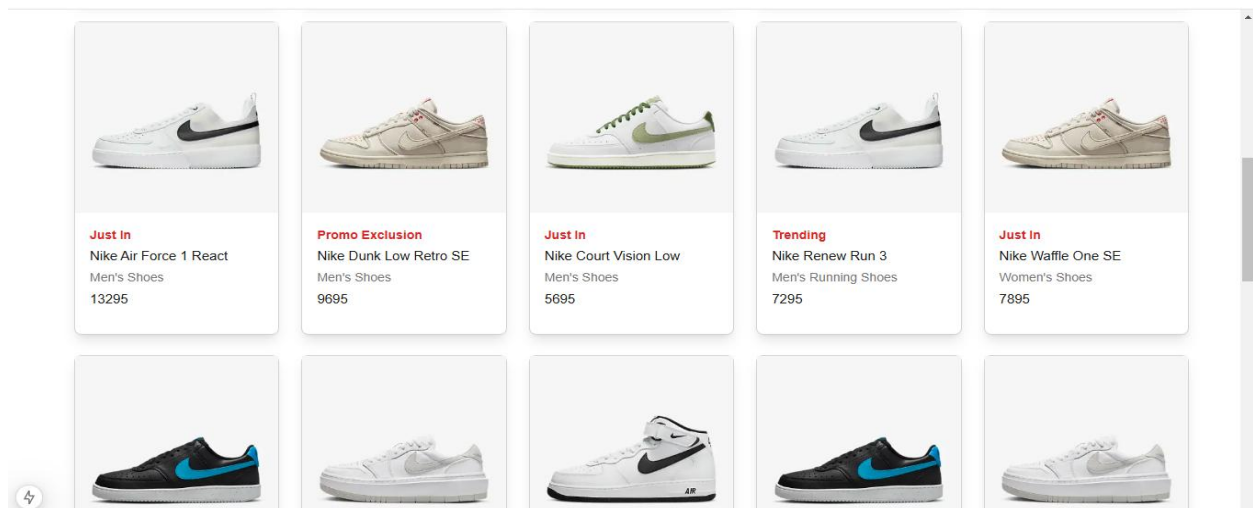 Just In
Nike Air Force 1 React
Men's Shoes
13295
Promo Exclusion
Nike Dunk Low Retro SE
Men's Shoes
9695
Just In
Nike Court Vision Low
Men's Shoes
5695
Trending
Nike Renew Run 3
Men's Running Shoes
7295
Just In
Nike Waffle One SE
Women's Shoes
7895
AIR